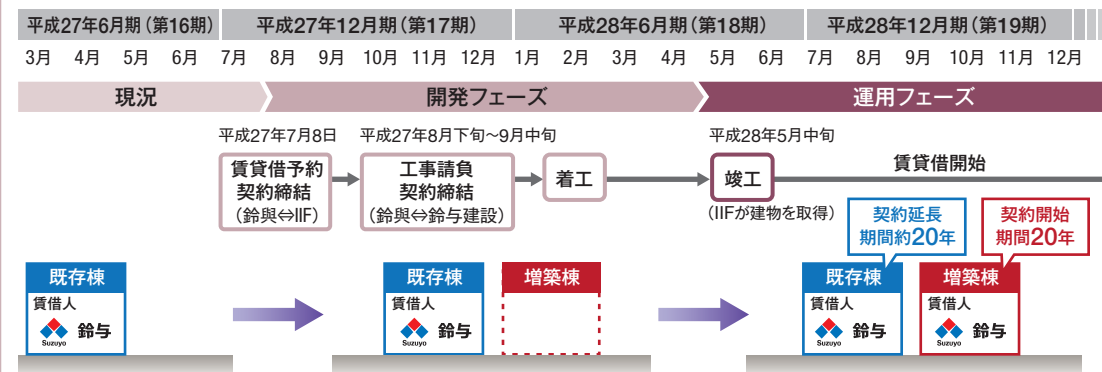 平成27年6月期(第16期) 平成27年12月期(第17期) 平成28年6月期(第18期) 平成28年12月期(第19期)
3月 4月 5月 6月 7月 8月 9月 10月 11月 12月 1月 2月 3月 4月 5月 6月 7月 8月 9月 10月 11月 12月
現況 開発フェーズ 運用フェーズ
平成27年7月8日 平成27年8月下旬〜9月中旬 平成28年5月中旬
賃貸借予約
契約締結
(鈴與⇔IIF)
工事請負
契約締結
(鈴與⇔鈴与建設)
着工
竣工
(IIFが建物を取得)
賃貸借開始
契約延長
期間約20年
契約開始
期間20年
既存棟
賃借人
Suzuyo 鈴与
既存棟
賃借人
Suzuyo 鈴与
増築棟
既存棟
賃借人
Suzuyo 鈴与
増築棟
賃借人
Suzuyo 鈴与